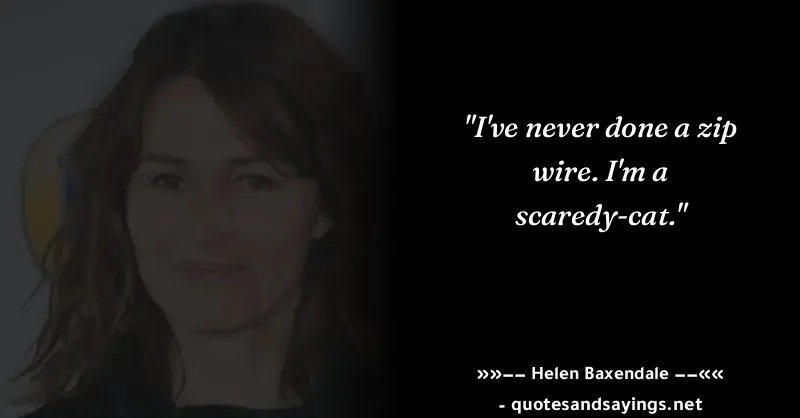 "I've never done a zip
wire. I'm a
scaredy-cat."
»»−− Helen Baxendale −−««
- quotesandsayings.net